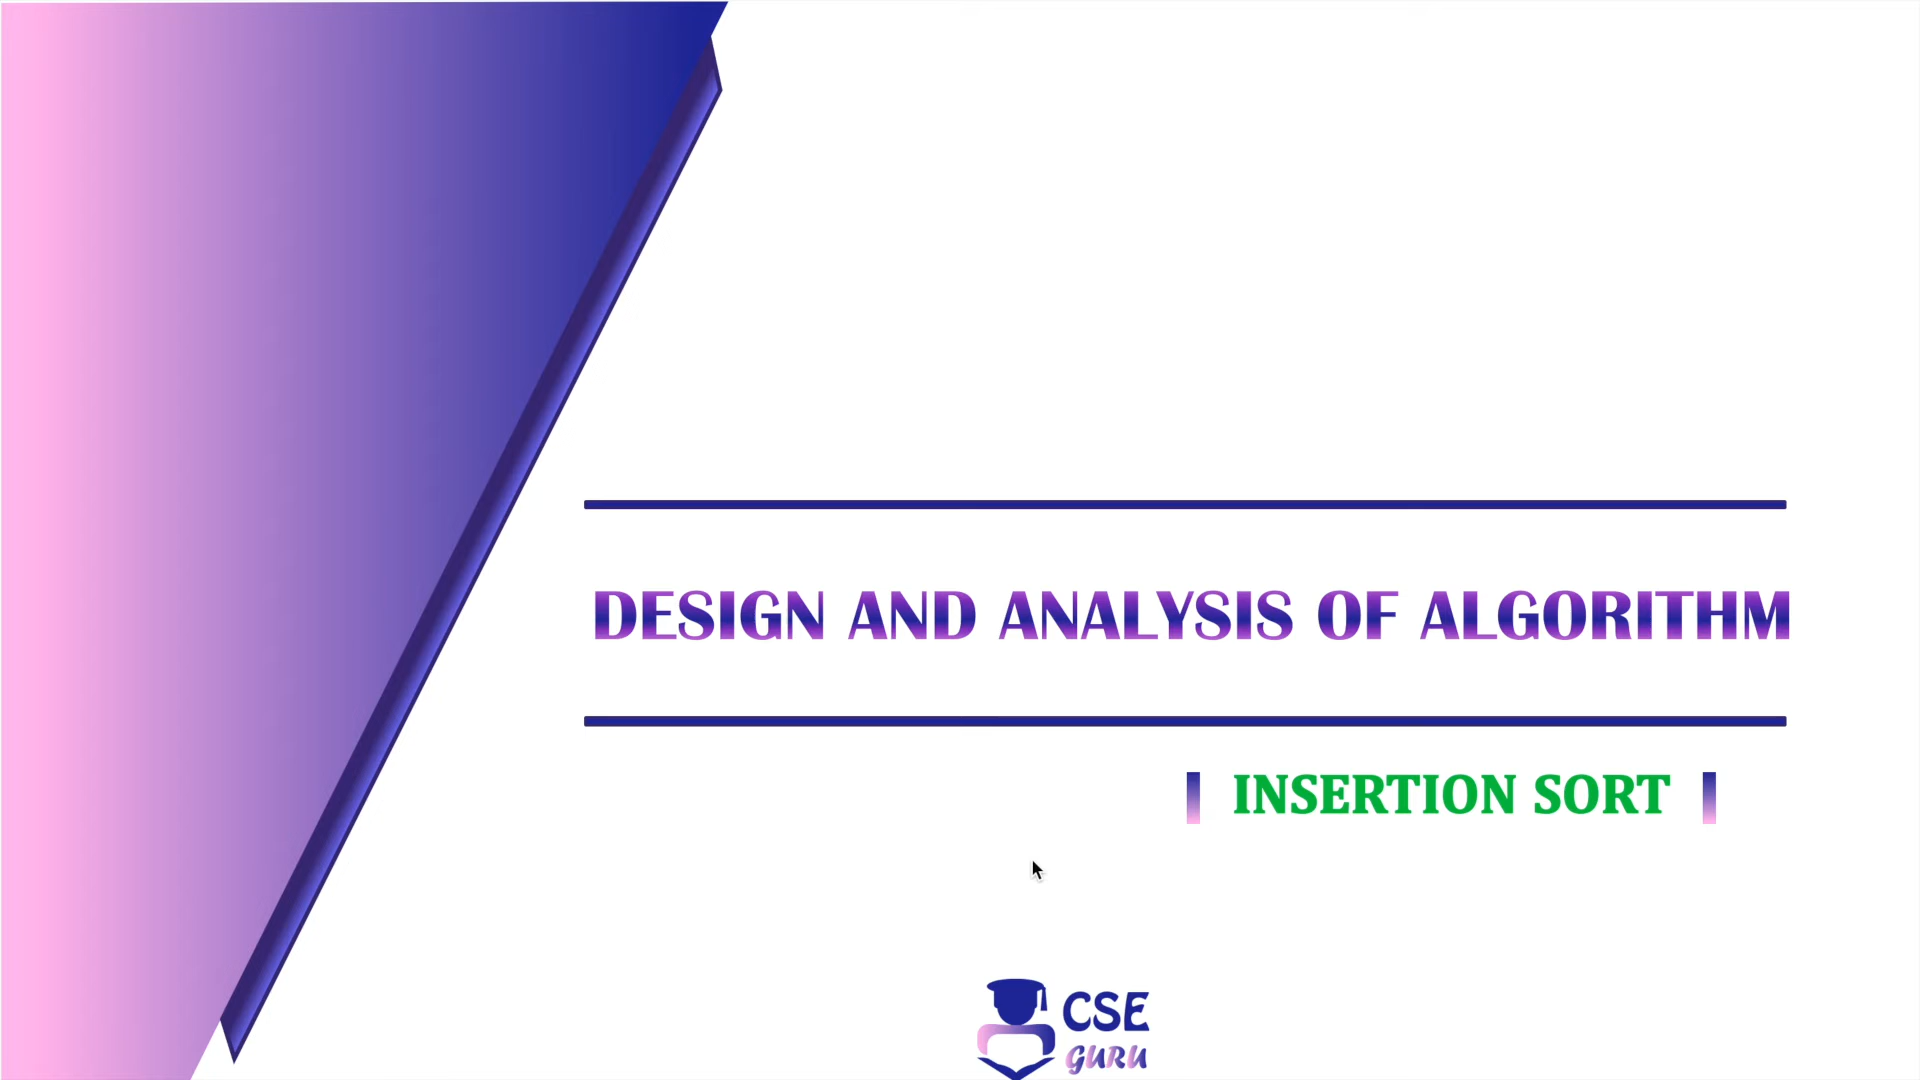 DESIGN AND ANALYSIS OF ALGORITHM
INSERTION SORT
CSE
GURU